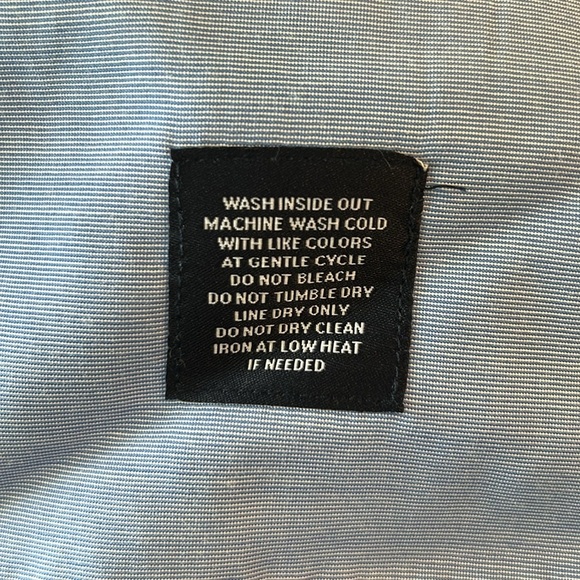 WASH INSIDE OUT
MACHINE WASH COLD
WITH LIKE COLORS
AT GENTLE CYCLE
DO NOT BLEACH
DO NOT TUMBLE DRY
LINE DRY ONLY
DO NOT DRY CLEAN
IRON AT LOW HEAT
IF NEEDED